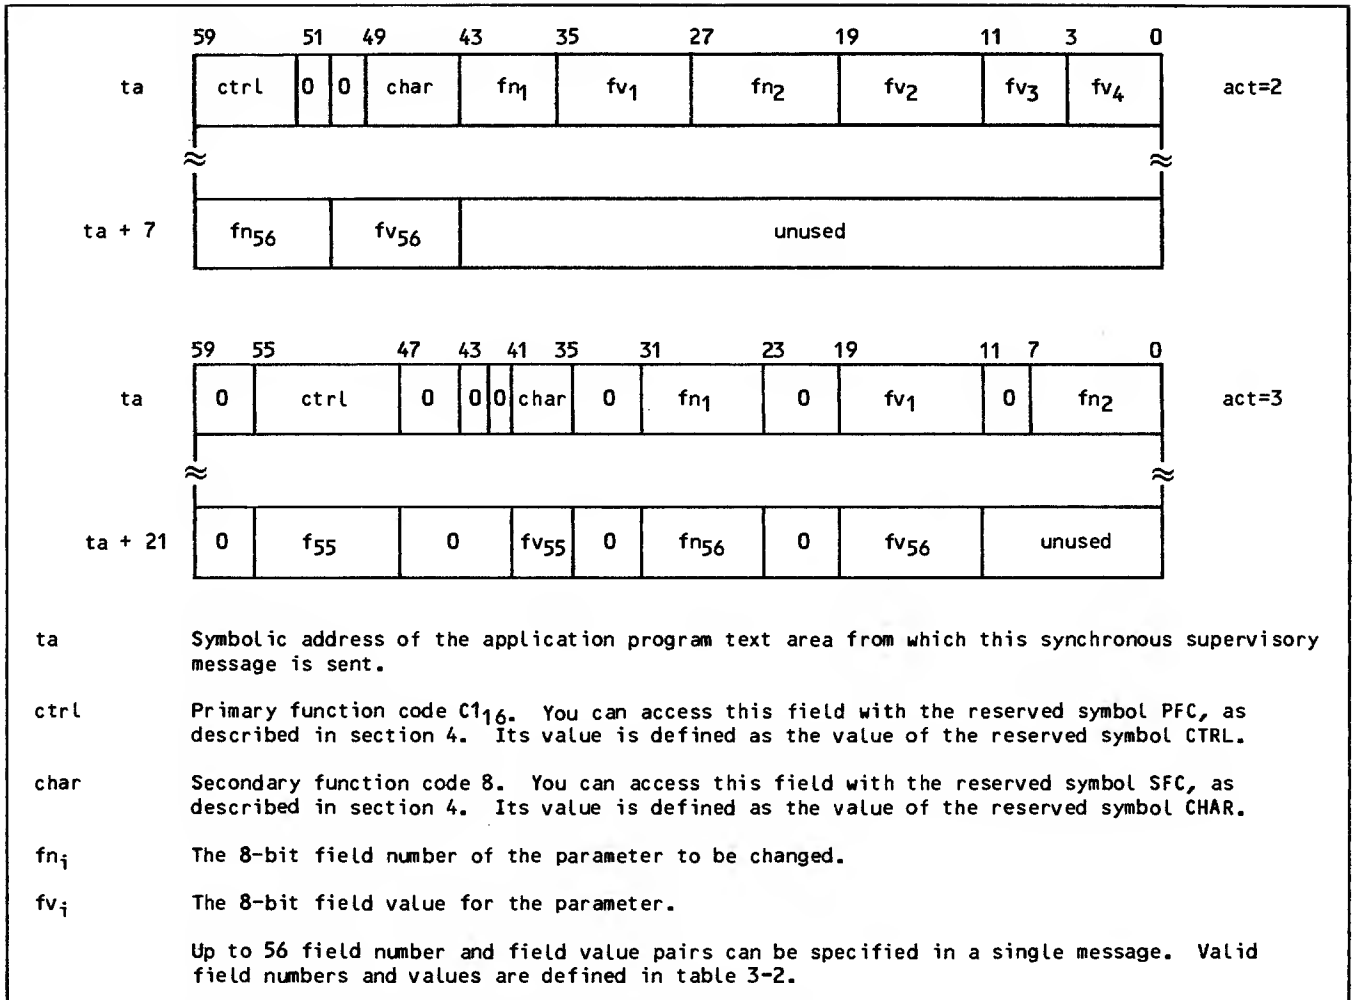 59 51 49 43 35 27 19 11 3 0
ta ctrl 0 0 char fn1 fv1 fn2 fv2 fv3 fv4 act=2
≈ ≈
ta + 7 fn56 fv56 unused
59 55 47 43 41 35 31 23 19 11 7 0
ta 0 ctrl 0 0 0 char 0 fn1 0 fv1 0 fn2 act=3
≈ ≈
ta + 21 0 f55 0 fv55 0 fn56 0 fv56 unused
ta Symbolic address of the application program text area from which this synchronous supervisory
message is sent.
ctrl Primary function code C116. You can access this field with the reserved symbol PFC, as
described in section 4. Its value is defined as the value of the reserved symbol CTRL.
char Secondary function code 8. You can access this field with the reserved symbol SFC, as
described in section 4. Its value is defined as the value of the reserved symbol CHAR.
fni The 8-bit field number of the parameter to be changed.
fvi The 8-bit field value for the parameter.
Up to 56 field number and field value pairs can be specified in a single message. Valid
field numbers and values are defined in table 3-2.